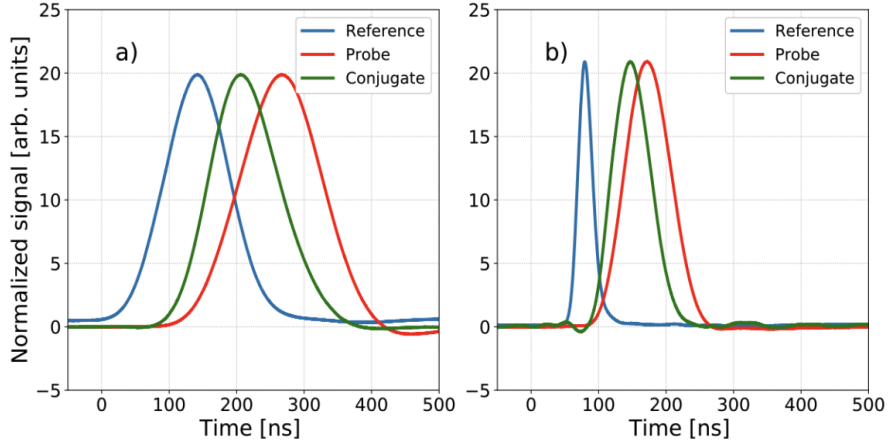 Normalized signal [arb. units]
25
20
15
10
5
0
−5
a)
Reference
Probe
Conjugate
0
100
200
300
400
500
Time [ns]
25
20
15
10
5
0
−5
b)
Reference
Probe
Conjugate
0
100
200
300
400
500
Time [ns]